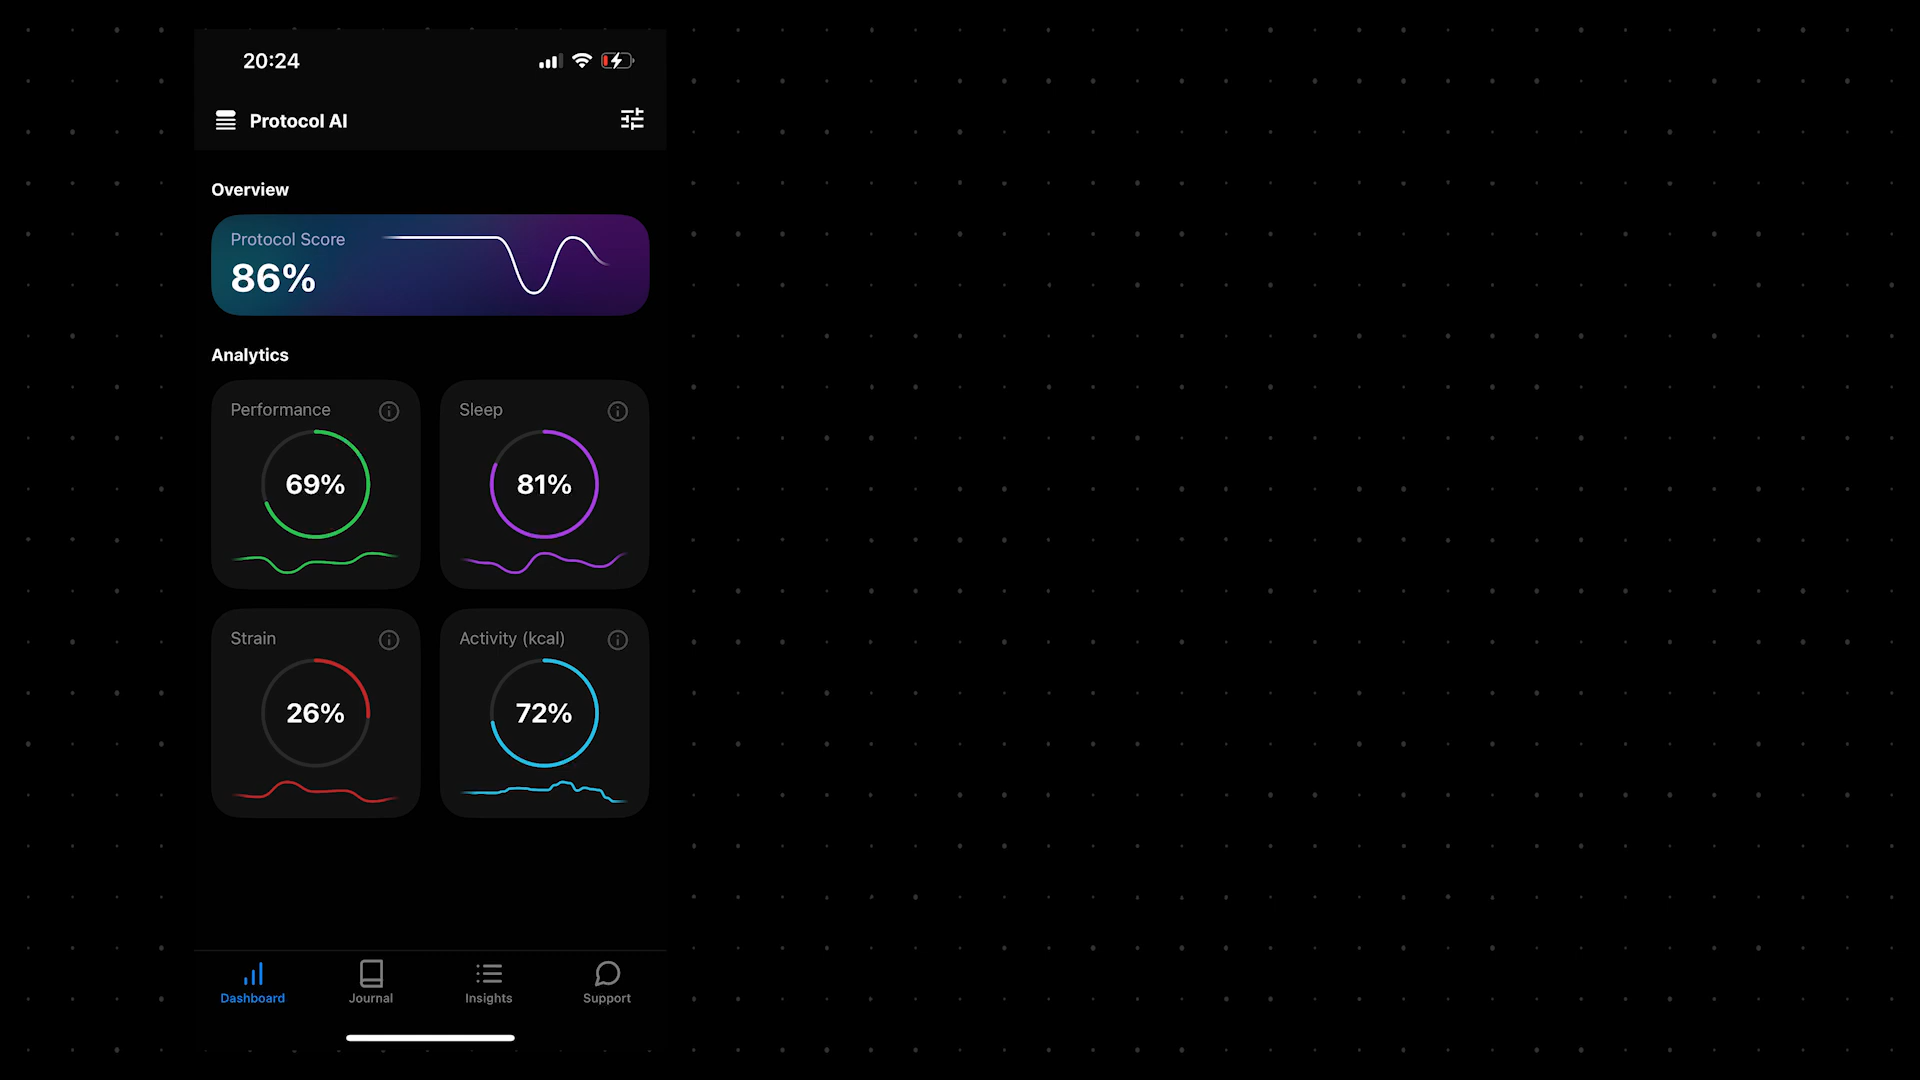 20:24
Protocol AI
Overview
Protocol Score
86%
Analytics
Performance
69%
Sleep
81%
Strain
26%
Activity (kcal)
72%
Dashboard
Journal
Insights
Support